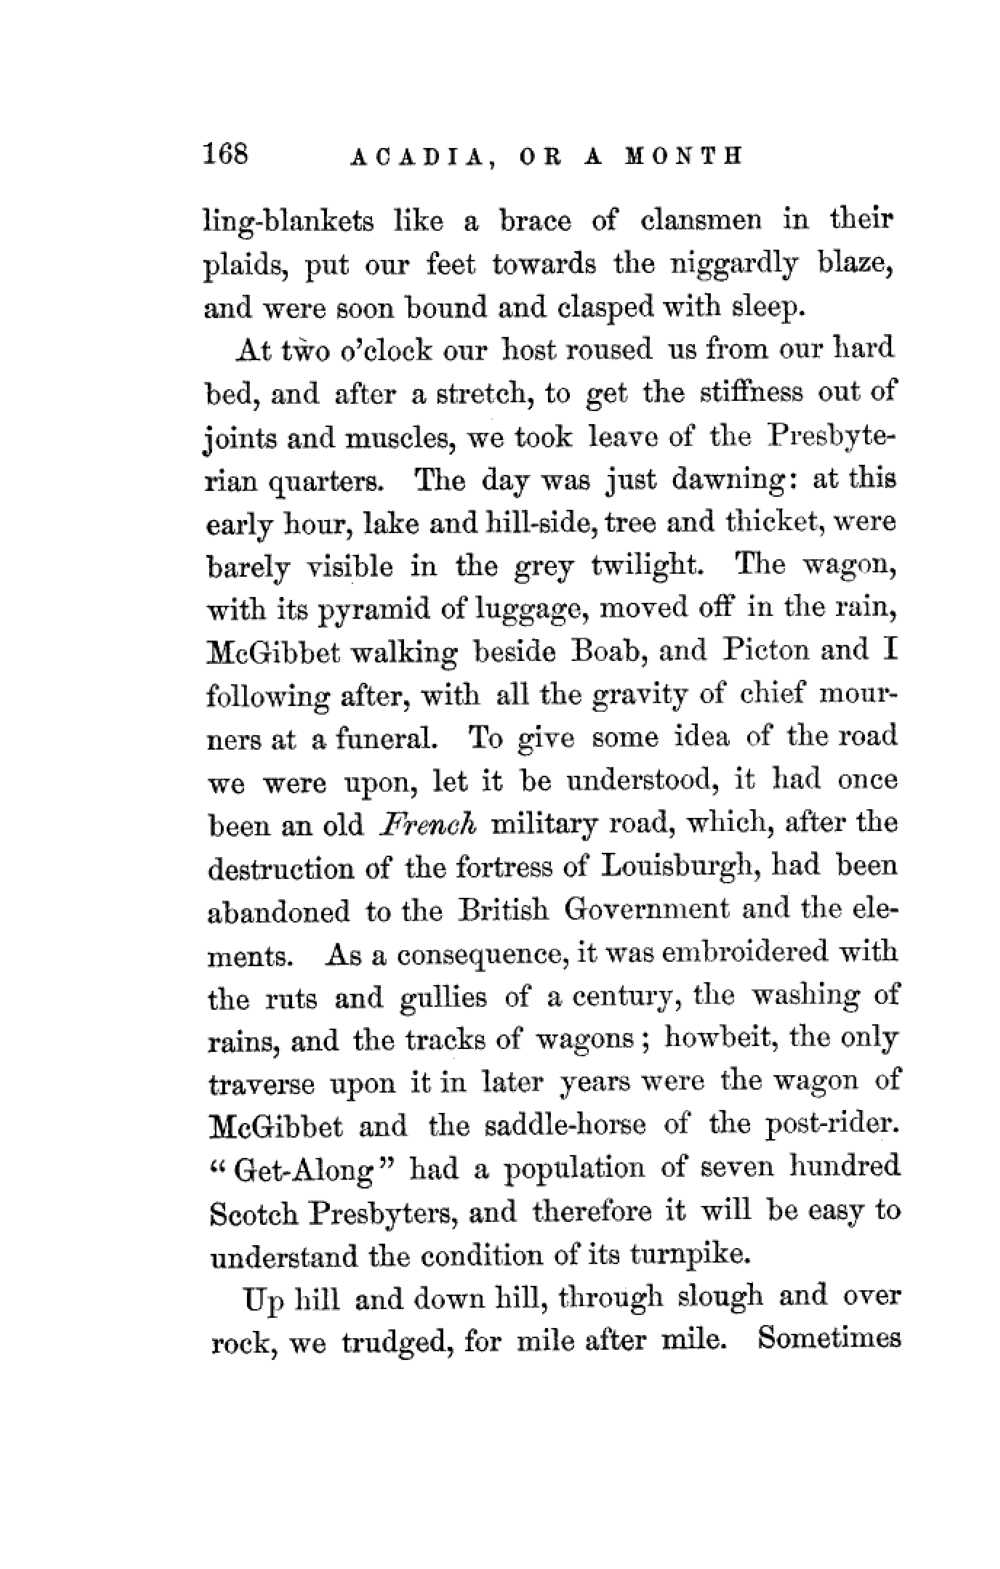 168 ACADIA, OR A MONTH
ling-blankets like a brace of clansmen in their
plaids, put our feet towards the niggardly blaze,
and were soon bound and clasped with sleep.
At two o'clock our host roused us from our hard
bed, and after a stretch, to get the stiffness out of
joints and muscles, we took leave of the Presbyte-
rian quarters. The day was just dawning: at this
early hour, lake and hill-side, tree and thicket, were
barely visible in the grey twilight. The wagon,
with its pyramid of luggage, moved off in the rain,
McGibbet walking beside Boab, and Picton and I
following after, with all the gravity of chief mour-
ners at a funeral. To give some idea of the road
we were upon, let it be understood, it had once
been an old French military road, which, after the
destruction of the fortress of Louisburgh, had been
abandoned to the British Government and the ele-
ments. As a consequence, it was embroidered with
the ruts and gullies of a century, the washing of
rains, and the tracks of wagons; howbeit, the only
traverse upon it in later years were the wagon of
McGibbet and the saddle-horse of the post-rider.
"Get-Along" had a population of seven hundred
Scotch Presbyters, and therefore it will be easy to
understand the condition of its turnpike.
Up hill and down hill, through slough and over
rock, we trudged, for mile after mile. Sometimes